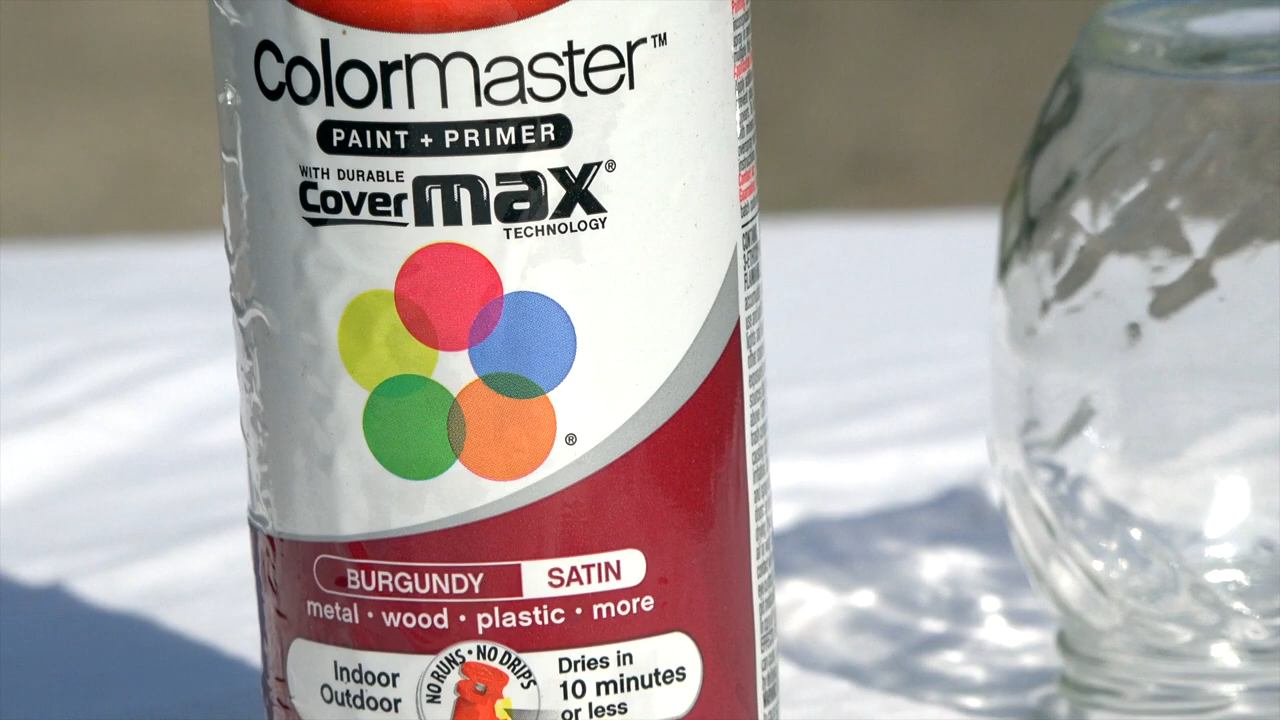 Colormaster™
PAINT + PRIMER
WITH DURABLE
Cover max®
TECHNOLOGY
®
BURGUNDY SATIN
metal · wood · plastic · more
Indoor
Outdoor
NO RUNS · NO DRIPS
Dries in
10 minutes
or less